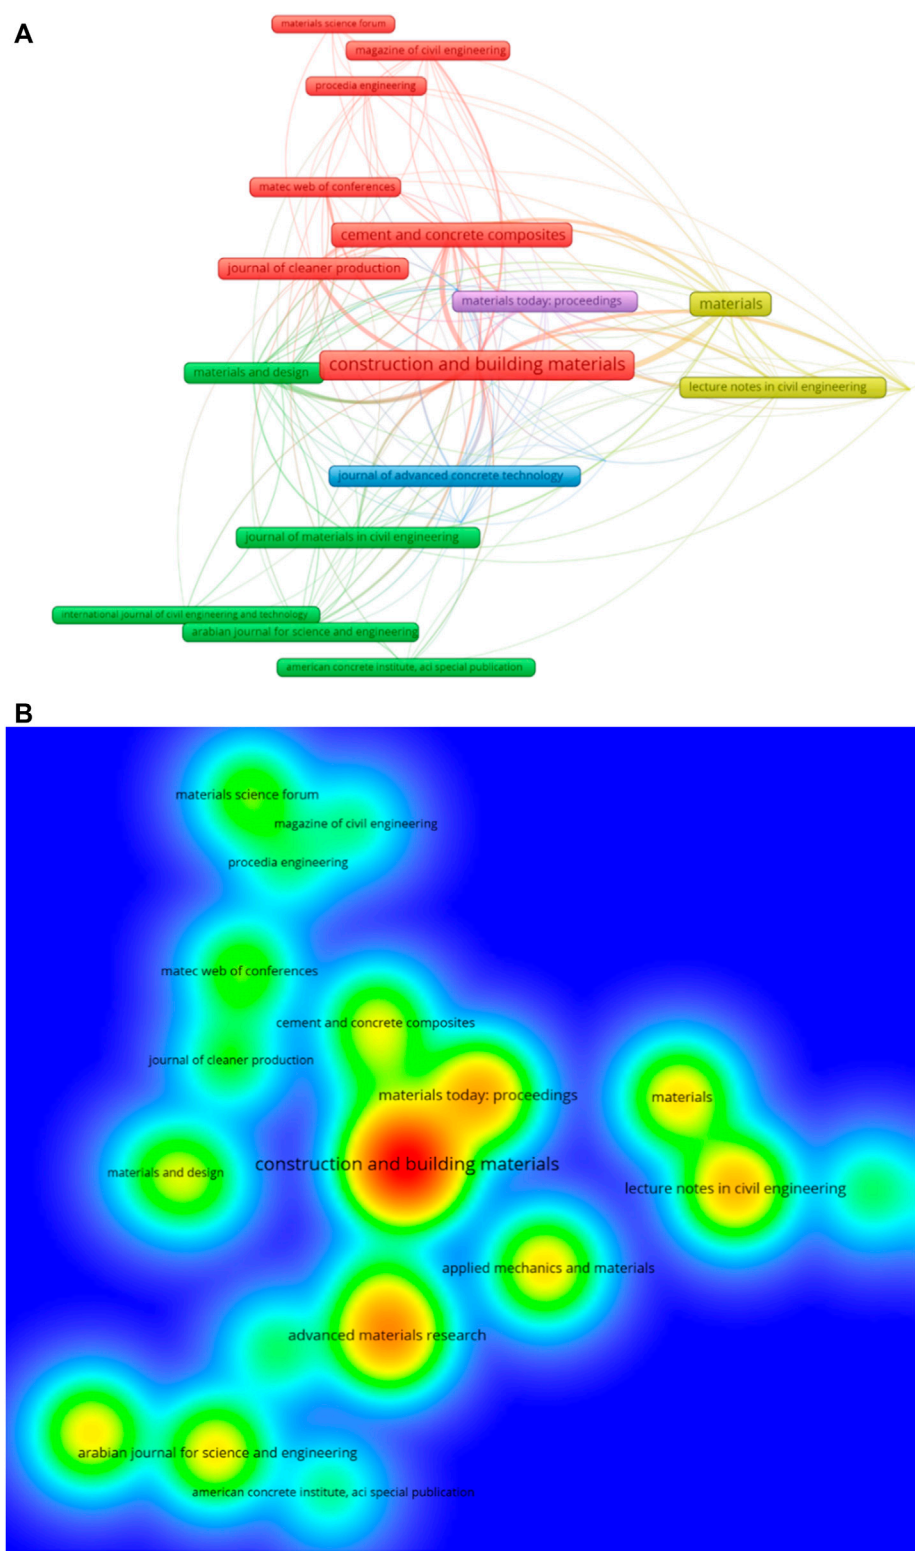 A
materials science forum
magazine of civil engineering
procedia engineering
matec web of conferences
cement and concrete composites
journal of cleaner production
materials today: proceedings
materials
construction and building materials
materials and design
lecture notes in civil engineering
journal of advanced concrete technology
journal of materials in civil engineering
international journal of civil engineering and technology
arabian journal for science and engineering
american concrete institute, aci special publication
B
materials science forum
magazine of civil engineering
procedia engineering
matec web of conferences
cement and concrete composites
journal of cleaner production
materials today: proceedings
materials
construction and building materials
materials and design
lecture notes in civil engineering
applied mechanics and materials
advanced materials research
arabian journal for science and engineering
american concrete institute, aci special publication